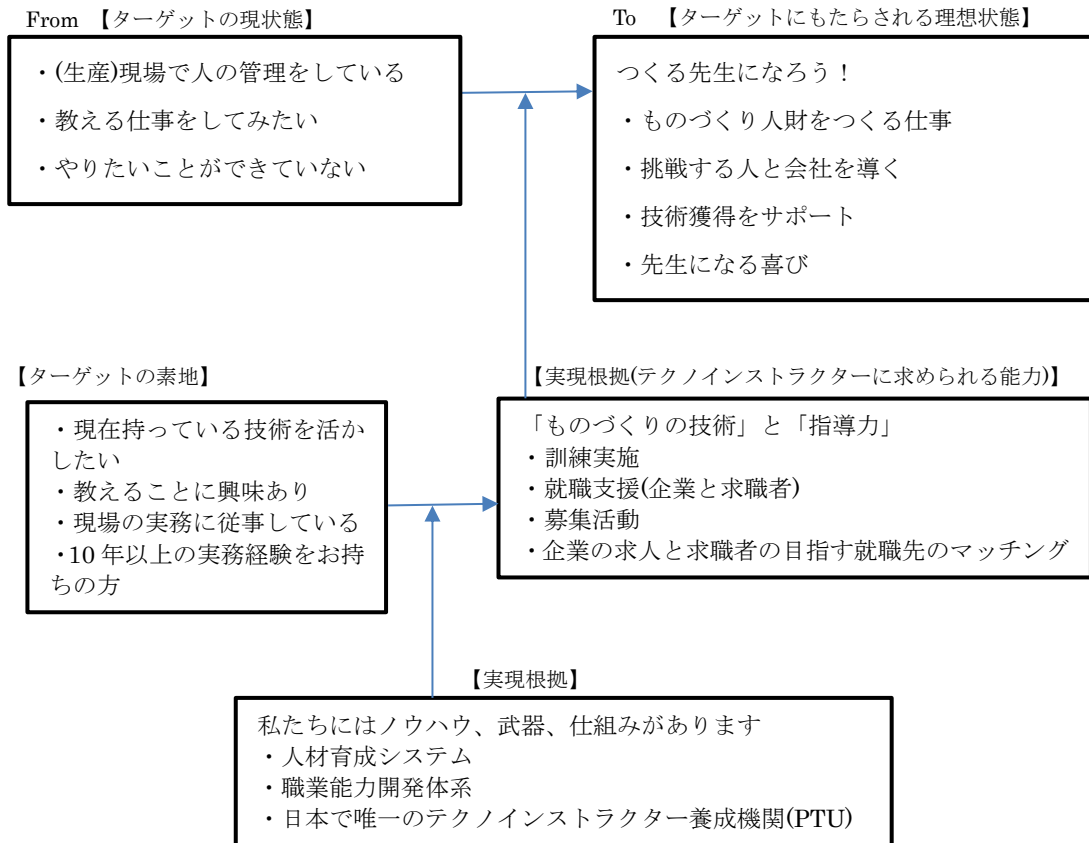 From 【ターゲットの現状態】
・(生産)現場で人の管理をしている
・教える仕事をしてみたい
・やりたいことができていない
To 【ターゲットにもたらされる理想状態】
つくる先生になろう！
・ものづくり人財をつくる仕事
・挑戦する人と会社を導く
・技術獲得をサポート
・先生になる喜び
【ターゲットの素地】
・現在持っている技術を活か
したい
・教えることに興味あり
・現場の実務に従事している
・10 年以上の実務経験をお持
ちの方
【実現根拠(テクノインストラクターに求められる能力)】
「ものづくりの技術」と「指導力」
・訓練実施
・就職支援(企業と求職者)
・募集活動
・企業の求人と求職者の目指す就職先のマッチング
【実現根拠】
私たちにはノウハウ、武器、仕組みがあります
・人材育成システム
・職業能力開発体系
・日本で唯一のテクノインストラクター養成機関(PTU)